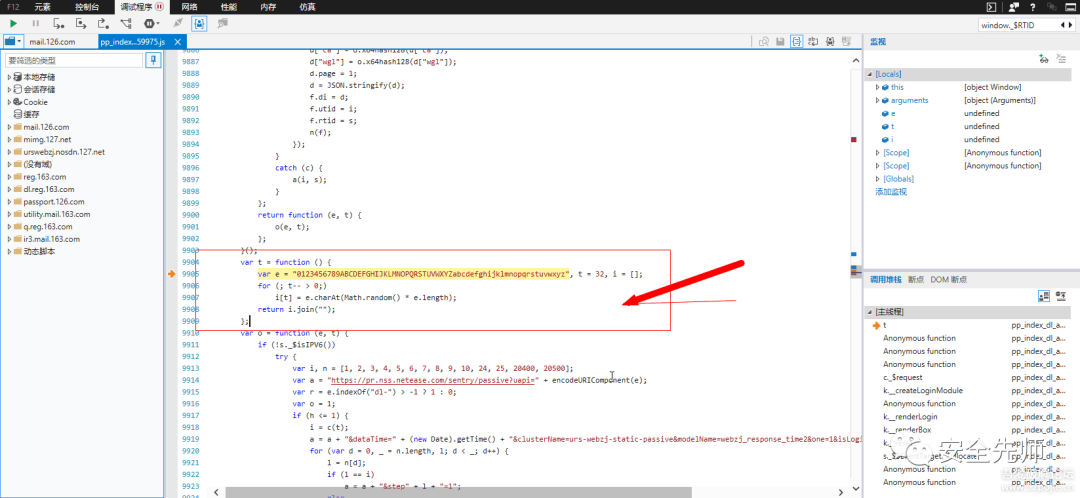 F12 元素 控制台 调试程序 网络 性能 内存 仿真
window._$RTID
mail.126.com pp_index...59975.js
要筛选的类型
本地存储
会话存储
Cookie
缓存
mail.126.com
mimg.127.net
urswebzj.nosdn.127.net
(没有域)
reg.163.com
dl.reg.163.com
passport.126.com
utility.mail.163.com
q.reg.163.com
ir3.mail.163.com
动态脚本
9886 d["ca"] = o.x64hash128(d["ca"]);
9887 d["wgl"] = o.x64hash128(d["wgl"]);
9888 d.page = 1;
9889 d = JSON.stringify(d);
9890 f.di = d;
9891 f.utid = i;
9892 f.rtid = s;
9893 n(f);
9894 });
9895 }
9896 catch (c) {
9897 a(i, s);
9898 }
9899 };
9900 return function (e, t) {
9901 o(e, t);
9902 };
9903 }();
9904 var t = function () {
9905 var e = "0123456789ABCDEFGHIJKLMNOPQRSTUVWXYZabcdefghijklmnopqrstuvwxyz", t = 32, i = [];
9906 for (; t-- > 0;)
9907 i[t] = e.charAt(Math.random() * e.length);
9908 return i.join("");
9909 };
9910 var o = function (e, t) {
9911 if (!s._$isIPV6())
9912 try {
9913 var i, n = [1, 2, 3, 4, 5, 6, 7, 8, 9, 10, 24, 25, 20400, 20500];
9914 var a = "https://pr.nss.netease.com/sentry/passive?uapi=" + encodeURIComponent(e);
9915 var r = e.indexOf("dl-") > -1 ? 1 : 0;
9916 var o = 1;
9917 if (h <= 1) {
9918 i = c(t);
9919 a = a + "&dataTime=" + (new Date).getTime() + "&clusterName=urs-webzj-static-passive&modelName=webzj_response_time2&one=1&isLogi
9920 for (var d = 0, _ = n.length, l; d < _; d++) {
9921 l = n[d];
9922 if (l == i)
9923 a = a + "&step" + l + "=1";
9924 else
监视
[Locals]
this [object Window]
arguments [object (Arguments)]
e undefined
t undefined
i undefined
[Scope] [Anonymous function]
[Scope] [Anonymous function]
[Globals]
添加监视
调用堆栈 断点 DOM 断点
[主线程]
t pp_index_dl_a...
Anonymous function pp_index_dl_a...
Anonymous function pp_index_dl_a...
Anonymous function pp_index_dl_a...
c._$request pp_index_dl_a...
k.__createLoginModule pp_index_dl_a...
Anonymous function pp_index_dl_a...
k.__renderLogin pp_index_dl_a...
k.__renderBox pp_index_dl_a...
Anonymous function pp_index_dl_a...
安全先师